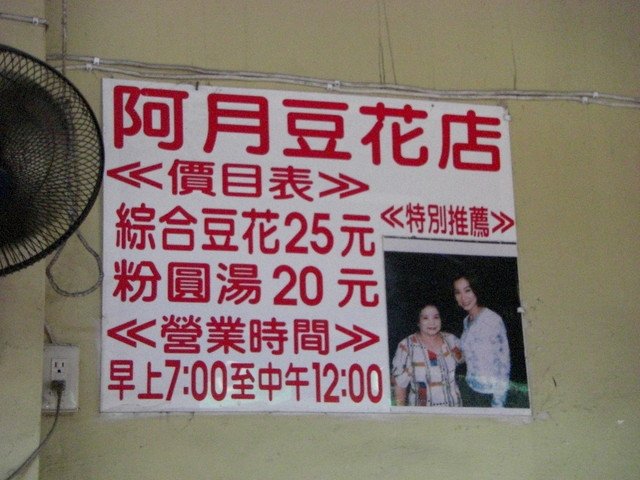 阿月豆花店
≪價目表≫
綜合豆花25元
≪特別推薦≫
粉圓湯20元
≪營業時間≫
早上7:00至中午12:00